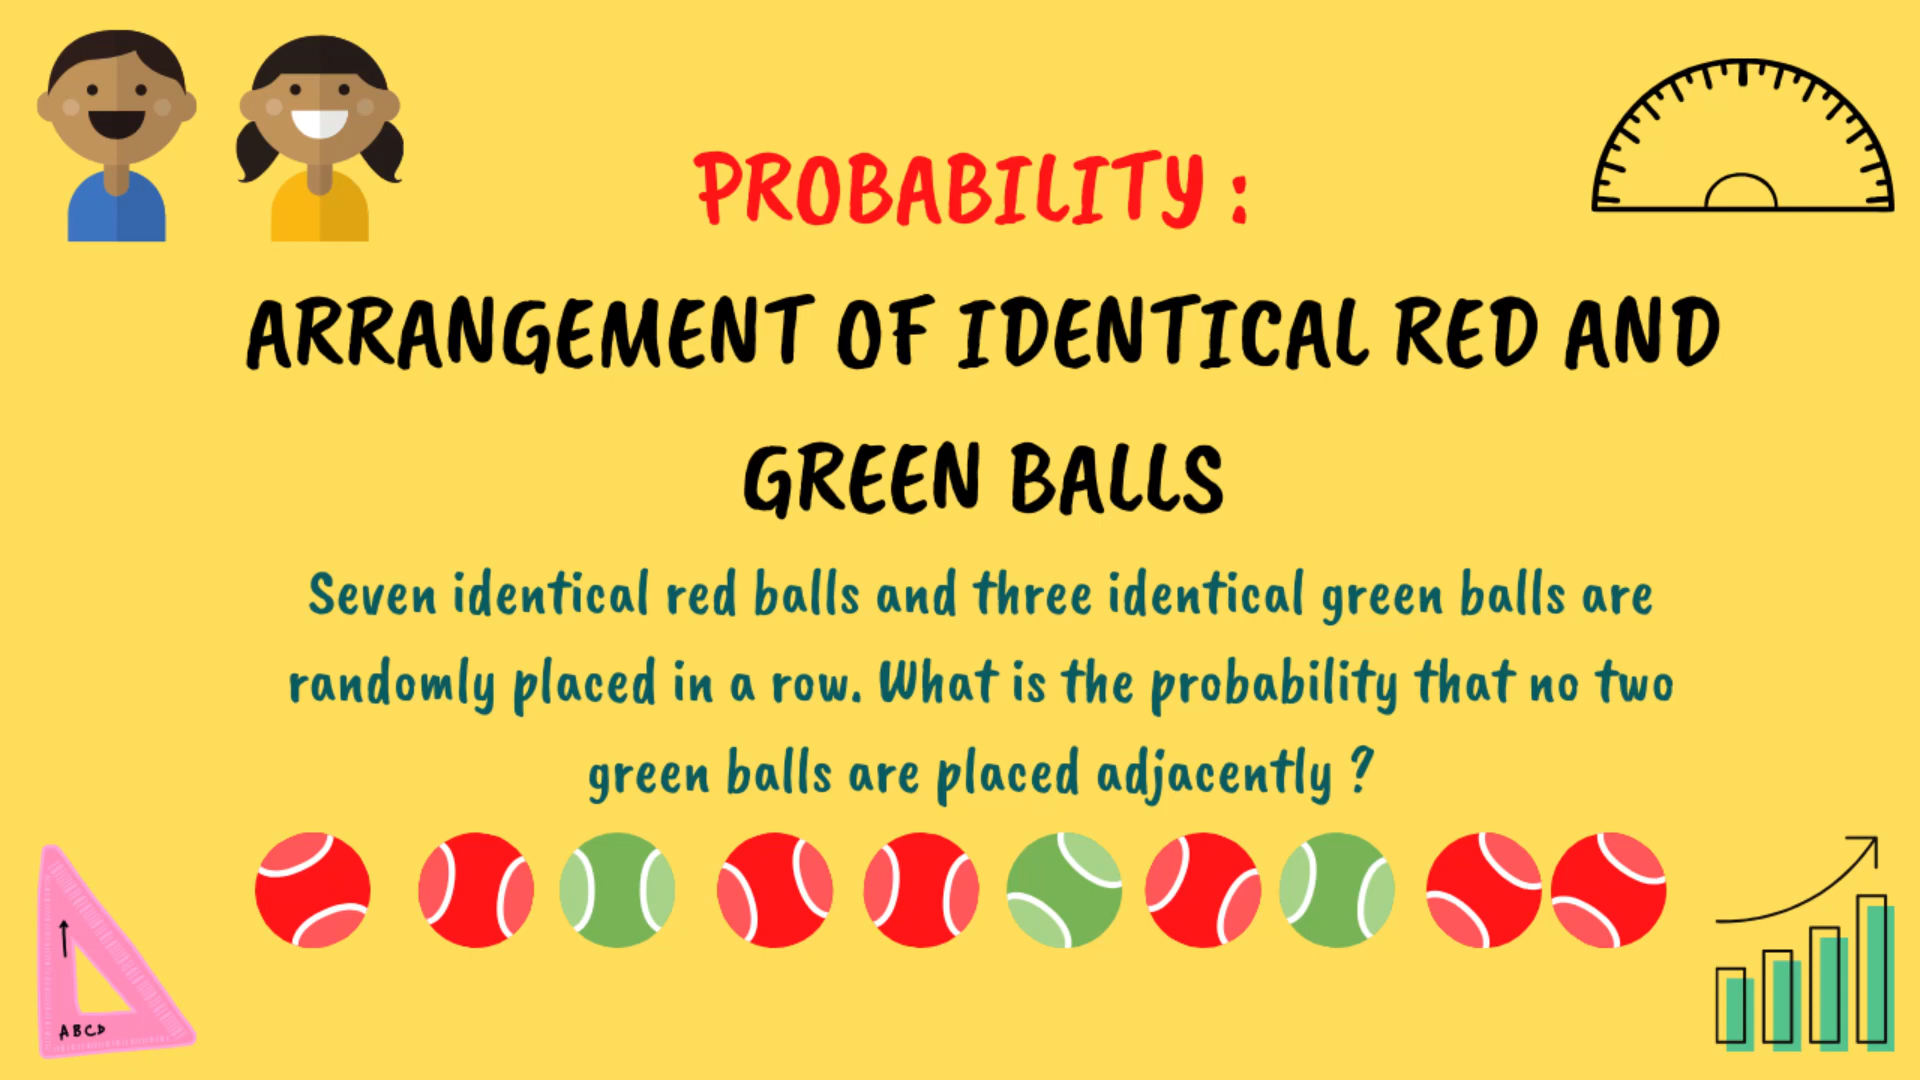 PROBABILITY :
ARRANGEMENT OF IDENTICAL RED AND
GREEN BALLS
Seven identical red balls and three identical green balls are
randomly placed in a row. What is the probability that no two
green balls are placed adjacently ?
ABCD